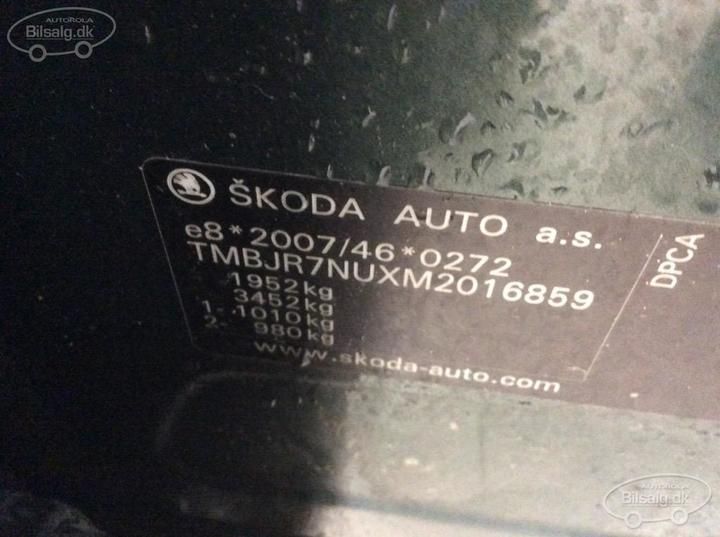 AUTOROLA
Bilsalg.dk
ŠKODA AUTO a.s.
e8*2007/46*0272
TMBJR7NUXM2016859
1952kg
3452kg
1- 1010kg
2- 980kg
www.skoda-auto.com
DPCA
AUTOROLA
Bilsalg.dk